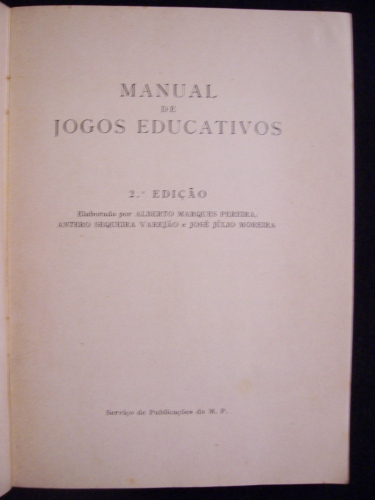 MANUAL
DE
JOGOS EDUCATIVOS
2.ª EDIÇÃO
Elaborado por ALBERTO MARQUES PEREIRA,
ANTERO SEQUEIRA VAREJÃO e JOSÉ JÚLIO MOREIRA
Serviço de Publicações da M. P.